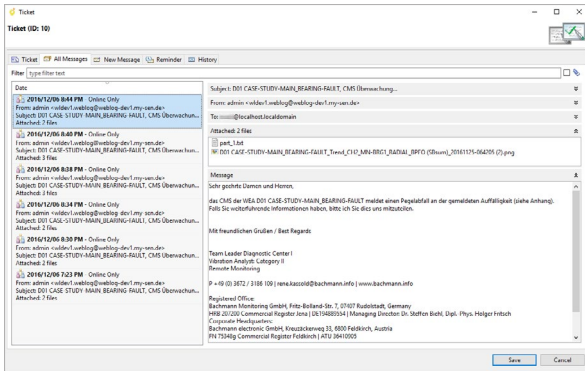 Ticket
Ticket (ID: 10)
Ticket
All Messages
New Message
Reminder
History
Filter type filter text
Date
2016/12/06 8:44 PM - Online Only
From: admin <wldev1.weblog@weblog-dev1.my-sen.de>
Subject: D01 CASE-STUDY-MAIN_BEARING-FAULT, CMS Überwachun...
Attached: 2 files
2016/12/06 8:40 PM - Online Only
From: admin <wldev1.weblog@weblog-dev1.my-sen.de>
Subject: D01 CASE-STUDY-MAIN_BEARING-FAULT, CMS Überwachun...
Attached: 3 files
2016/12/06 8:38 PM - Online Only
From: admin <wldev1.weblog@weblog-dev1.my-sen.de>
Subject: D01 CASE-STUDY-MAIN_BEARING-FAULT, CMS Überwachun...
Attached: 3 files
2016/12/06 8:34 PM - Online Only
From: admin <wldev1.weblog@weblog-dev1.my-sen.de>
Subject: D01 CASE-STUDY-MAIN_BEARING-FAULT, CMS Überwachun...
Attached: 2 files
2016/12/06 8:30 PM - Online Only
From: admin <wldev1.weblog@weblog-dev1.my-sen.de>
Subject: D01 CASE-STUDY-MAIN_BEARING-FAULT, CMS Überwachun...
Attached: 2 files
2016/12/06 7:23 PM - Online Only
From: admin <wldev1.weblog@weblog-dev1.my-sen.de>
Subject: D01 CASE-STUDY-MAIN_BEARING-FAULT, CMS Überwachun...
Attached: 2 files
Subject: D01 CASE-STUDY-MAIN_BEARING-FAULT, CMS Überwachung...
From: admin <wldev1.weblog@weblog-dev1.my-sen.de>
To: @localhost.localdomain
Attached: 2 files
part_1.txt
D01 CASE-STUDY-MAIN_BEARING-FAULT_Trend_CH2_MN-BRG1_RADIAL_BPFO (SBsum)_20161125-064205 (2).png
Message
Sehr geehrte Damen und Herren,
das CMS der WEA D01 CASE-STUDY-MAIN_BEARING-FAULT meldet einen Pegelabfall an der gemeldeten Auffälligkeit (siehe Anhang).
Falls Sie weiterführende Informationen haben, bitte ich Sie dies uns mitzuteilen.
Mit freundlichen Grüßen / Best Regards
Team Leader Diagnostic Center I
Vibration Analyst: Category II
Remote Monitoring
P +49 (0) 3672 / 3186 109 | rene.kassold@bachmann.info | www.bachmann.info
Registered Office:
Bachmann Monitoring GmbH, Fritz-Bolland-Str. 7, 07407 Rudolstadt, Germany
HRB 207200 Commercial Register Jena | DE194889554 | Managing Director: Dr. Steffen Biehl, Dipl.-Phys. Holger Fritsch
Corporate Headquarters:
Bachmann electronic GmbH, Kreuzäckerweg 33, 6800 Feldkirch, Austria
FN 75348g Commercial Register Feldkirch | ATU 36410905
Save
Cancel